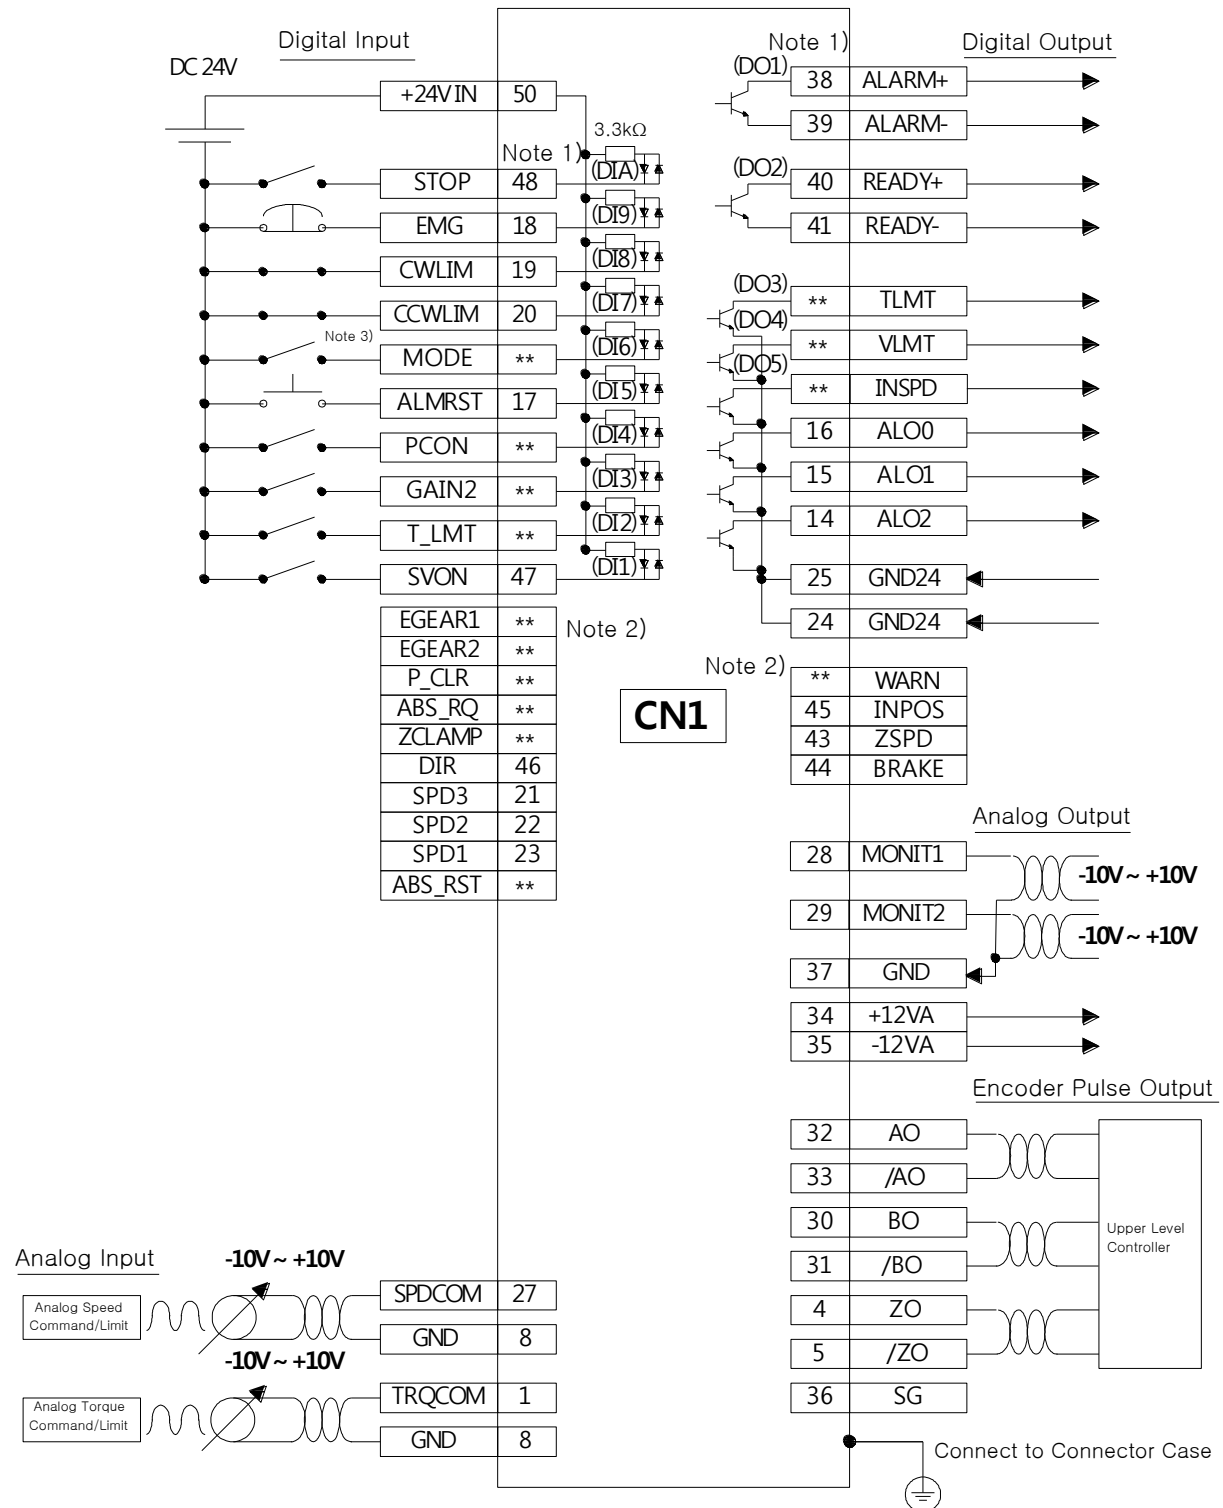 Digital Input
Note 1)
Digital Output
DC 24V
+24V IN 50
3.3kΩ
Note 1)
STOP 48 (DIA)
EMG 18 (DI9)
CWLIM 19 (DI8)
CCWLIM 20 (DI7)
Note 3)
MODE ** (DI6)
ALMRST 17 (DI5)
PCON ** (DI4)
GAIN2 ** (DI3)
T_LMT ** (DI2)
SVON 47 (DI1)
EGEAR1 **
Note 2)
EGEAR2 **
P_CLR **
ABS_RQ **
ZCLAMP **
DIR 46
SPD3 21
SPD2 22
SPD1 23
ABS_RST **
CN1
(DO1) 38 ALARM+
39 ALARM-
(DO2) 40 READY+
41 READY-
(DO3) ** TLMT
(DO4) ** VLMT
(DO5) ** INSPD
16 ALO0
15 ALO1
14 ALO2
25 GND24
24 GND24
Note 2)
** WARN
45 INPOS
43 ZSPD
44 BRAKE
Analog Output
28 MONIT1
-10V ~ +10V
29 MONIT2
-10V ~ +10V
37 GND
34 +12VA
35 -12VA
Encoder Pulse Output
32 AO
33 /AO
30 BO
31 /BO
4 ZO
5 /ZO
36 SG
Upper Level
Controller
Analog Input
-10V ~ +10V
Analog Speed
Command/Limit
SPDCOM 27
GND 8
-10V ~ +10V
Analog Torque
Command/Limit
TRQCOM 1
GND 8
Connect to Connector Case